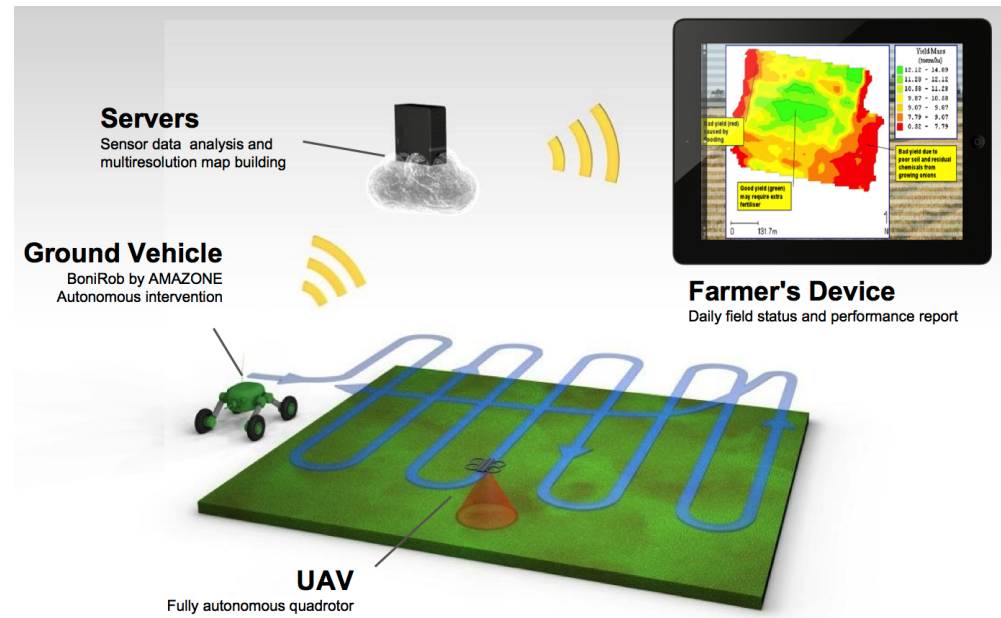 Servers
Sensor data analysis and
multiresolution map building
Ground Vehicle
BoniRob by AMAZONE
Autonomous intervention
UAV
Fully autonomous quadrotor
Yield Mass
12.12 - 14.89
11.28 - 12.12
10.58 - 11.28
9.87 - 10.58
9.07 - 9.87
7.79 - 9.07
0.82 - 7.79
Bad yield (red)
caused by
flooding
Bad yield due to
poor soil and residual
chemicals from
growing onions
Good yield (green)
may require extra
fertiliser
0
131.7m
N
Farmer's Device
Daily field status and performance report